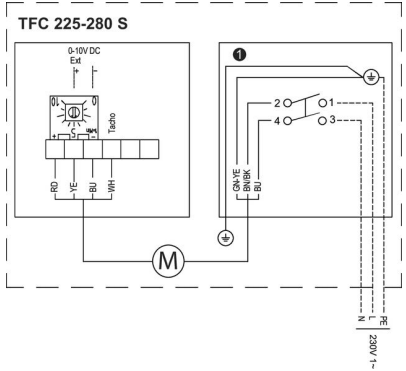 TFC 225-280 S
0-10V DC
Ext
+ -
Tacho
+ -
RD
YE
BU
WH
M
1
2 1
4 3
GN-YE
BN/BK
BU
N
L
PE
230V 1~